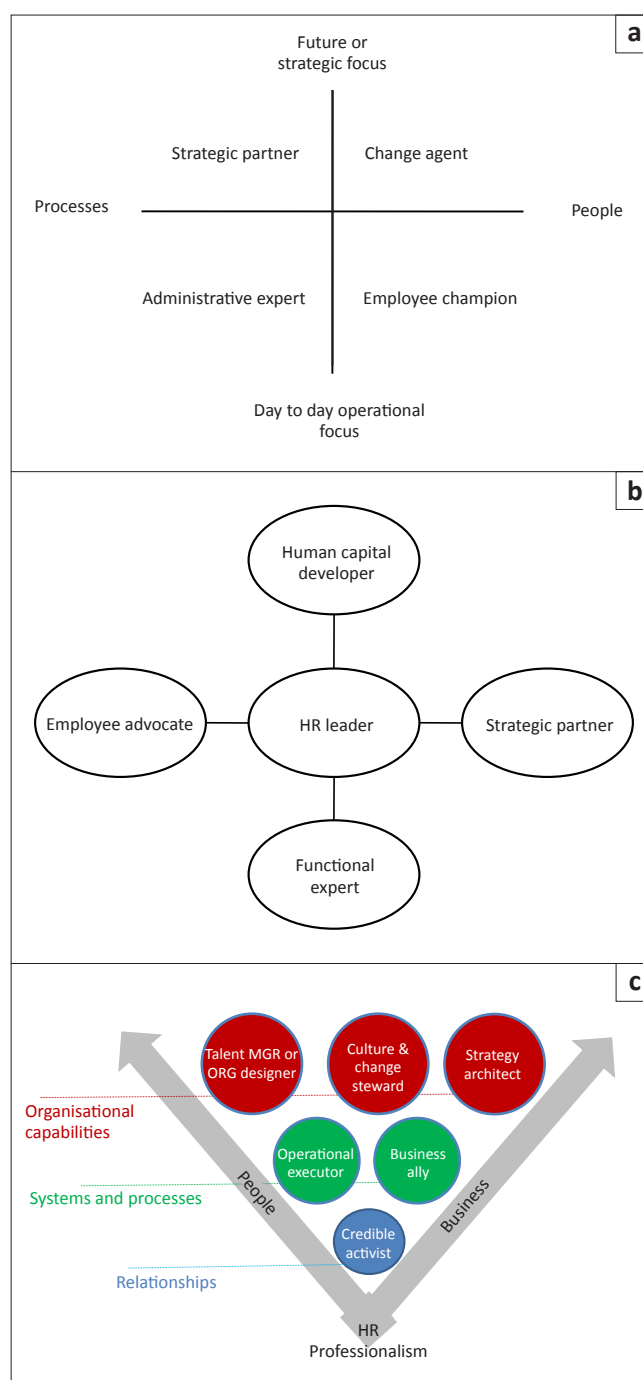 a
Future or
strategic focus
Strategic partner
Change agent
Processes
People
Administrative expert
Employee champion
Day to day operational
focus
b
Human capital
developer
Employee advocate
HR leader
Strategic partner
Functional
expert
c
Talent MGR or
ORG designer
Culture &
change
steward
Strategy
architect
Organisational
capabilities
Operational
executor
Business
ally
People
Business
Systems and processes
Credible
activist
Relationships
HR
Professionalism